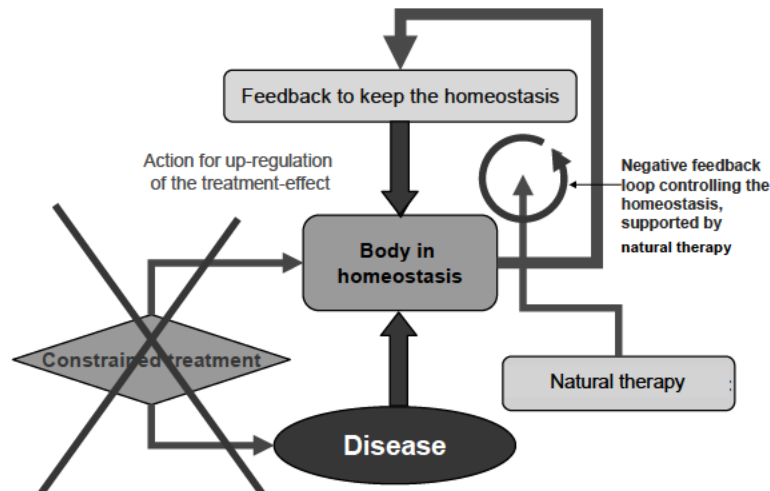 Feedback to keep the homeostasis
Action for up-regulation
of the treatment-effect
Negative feedback
loop controlling the
homeostasis,
supported by
natural therapy
Body in
homeostasis
Constrained treatment
Natural therapy :
Disease